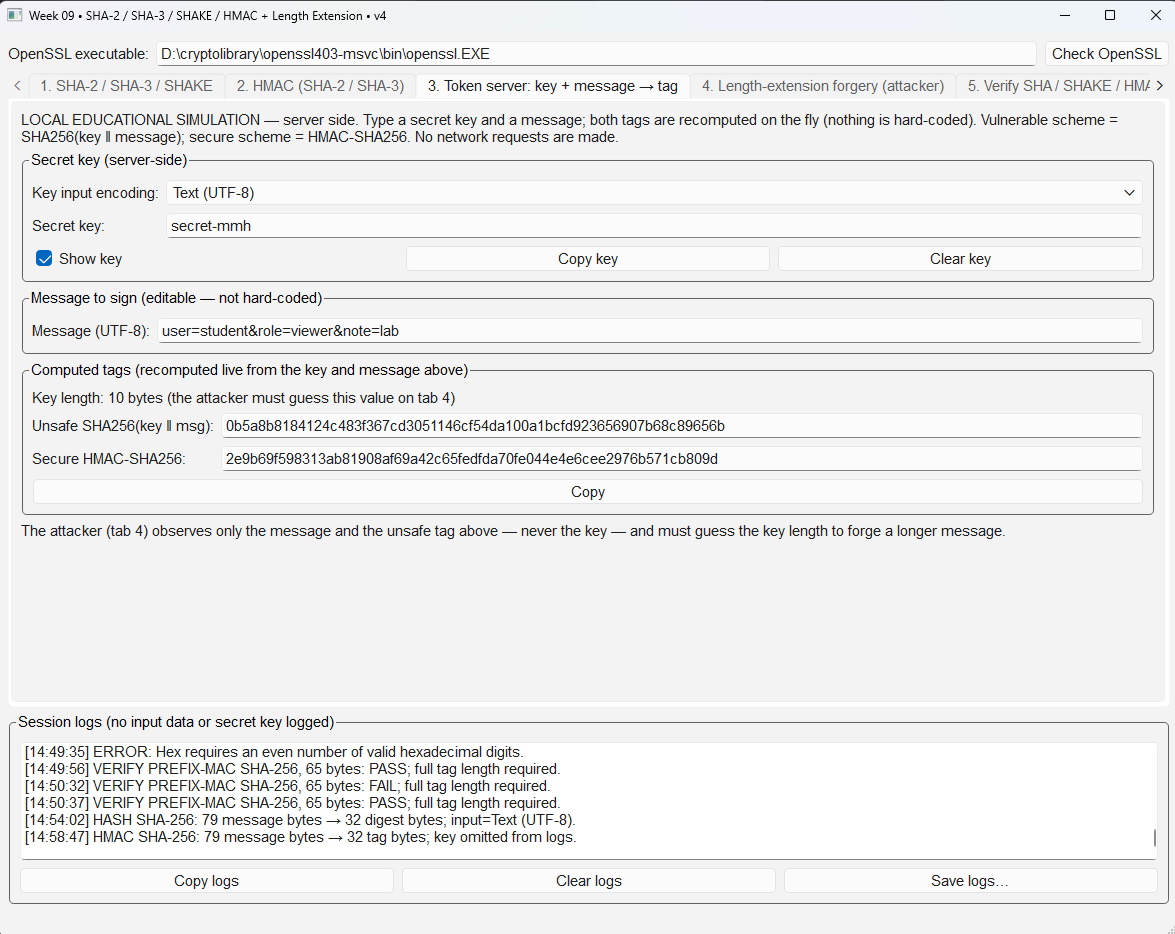 Week 09 • SHA-2 / SHA-3 / SHAKE / HMAC + Length Extension • v4
OpenSSL executable: D:\cryptolibrary\openssl403-msvc\bin\openssl.EXE Check OpenSSL
1. SHA-2 / SHA-3 / SHAKE 2. HMAC (SHA-2 / SHA-3) 3. Token server: key + message → tag 4. Length-extension forgery (attacker) 5. Verify SHA / SHAKE / HM
LOCAL EDUCATIONAL SIMULATION — server side. Type a secret key and a message; both tags are recomputed on the fly (nothing is hard-coded). Vulnerable scheme =
SHA256(key ‖ message); secure scheme = HMAC-SHA256. No network requests are made.
Secret key (server-side)
Key input encoding: Text (UTF-8)
Secret key: secret-mmh
Show key Copy key Clear key
Message to sign (editable — not hard-coded)
Message (UTF-8): user=student&role=viewer&note=lab
Computed tags (recomputed live from the key and message above)
Key length: 10 bytes (the attacker must guess this value on tab 4)
Unsafe SHA256(key ‖ msg): 0b5a8b8184124c483f367cd3051146cf54da100a1bcfd923656907b68c89656b
Secure HMAC-SHA256: 2e9b69f598313ab81908af69a42c65fedfda70fe044e4e6cee2976b571cb809d
Copy
The attacker (tab 4) observes only the message and the unsafe tag above — never the key — and must guess the key length to forge a longer message.
Session logs (no input data or secret key logged)
[14:49:35] ERROR: Hex requires an even number of valid hexadecimal digits.
[14:49:56] VERIFY PREFIX-MAC SHA-256, 65 bytes: PASS; full tag length required.
[14:50:32] VERIFY PREFIX-MAC SHA-256, 65 bytes: FAIL; full tag length required.
[14:50:37] VERIFY PREFIX-MAC SHA-256, 65 bytes: PASS; full tag length required.
[14:54:02] HASH SHA-256: 79 message bytes → 32 digest bytes; input=Text (UTF-8).
[14:58:47] HMAC SHA-256: 79 message bytes → 32 tag bytes; key omitted from logs.
Copy logs Clear logs Save logs…